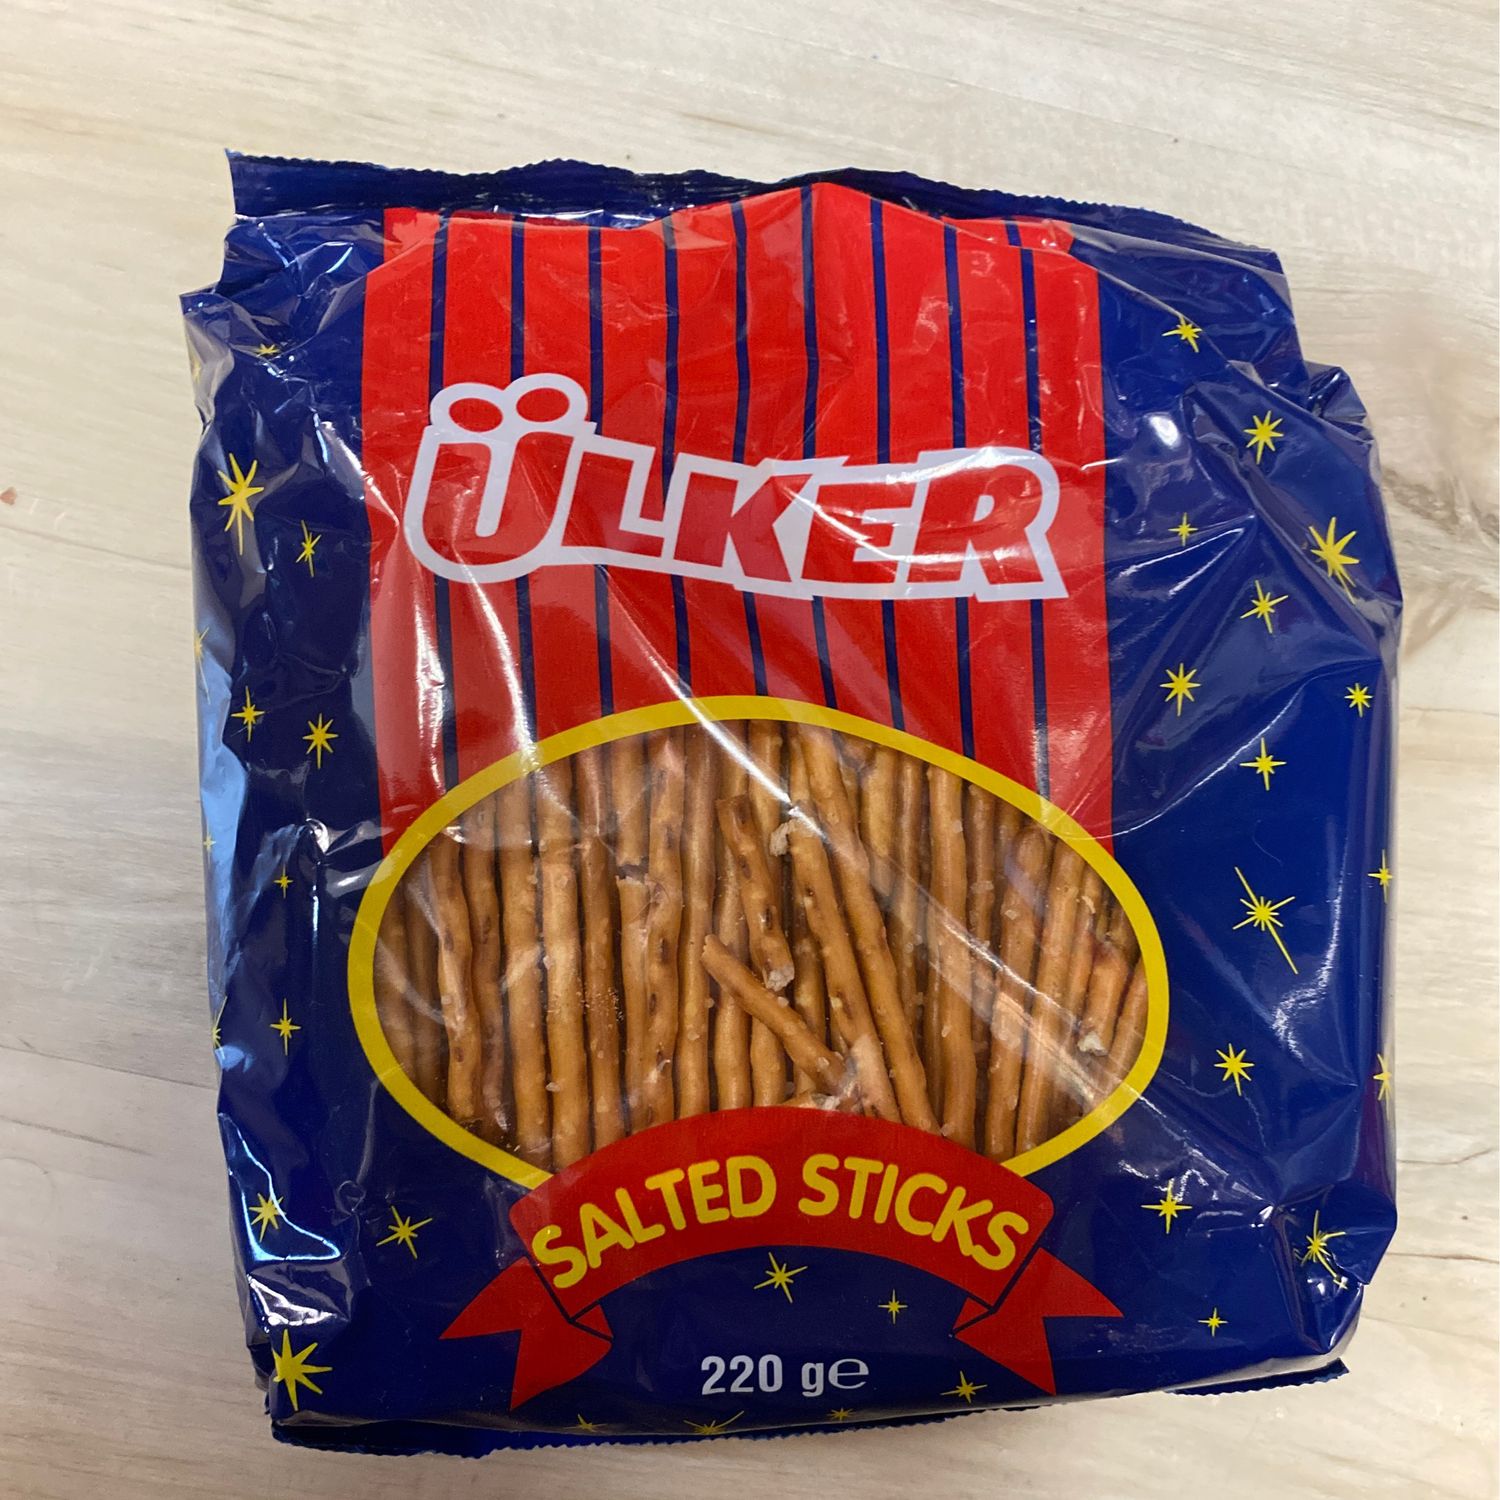 ÜLKER
SALTED STICKS
220 g℮